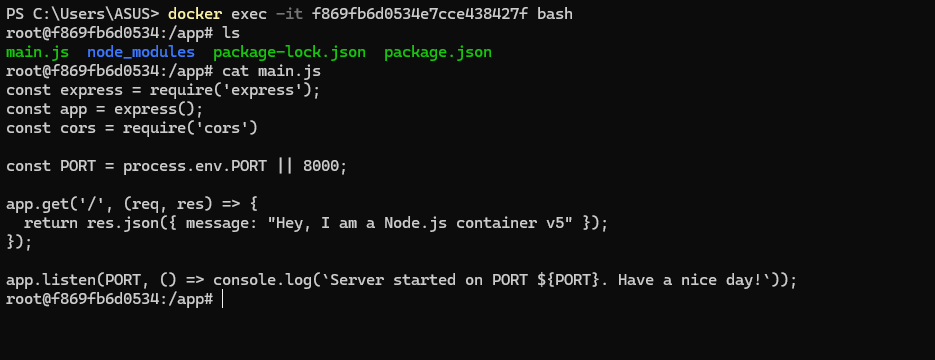 PS C:\Users\ASUS> docker exec -it f869fb6d0534e7cce438427f bash
root@f869fb6d0534:/app# ls
main.js  node_modules  package-lock.json  package.json
root@f869fb6d0534:/app# cat main.js
const express = require('express');
const app = express();
const cors = require('cors')

const PORT = process.env.PORT || 8000;

app.get('/', (req, res) => {
  return res.json({ message: "Hey, I am a Node.js container v5" });
});

app.listen(PORT, () => console.log(`Server started on PORT ${PORT}. Have a nice day!`));
root@f869fb6d0534:/app#